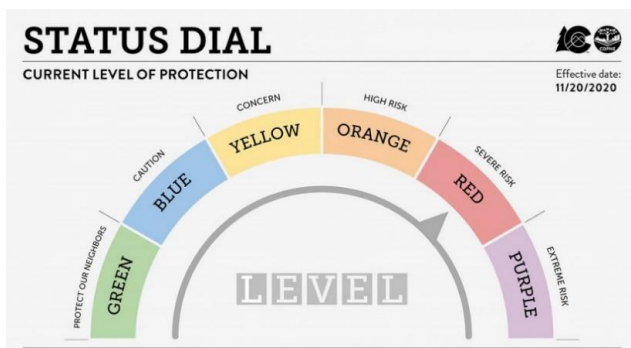 STATUS DIAL
CURRENT LEVEL OF PROTECTION
Effective date:
11/20/2020
PROTECT OUR NEIGHBORS
CAUTION
CONCERN
HIGH RISK
SEVERE RISK
EXTREME RISK
GREEN
BLUE
YELLOW
ORANGE
RED
PURPLE
LEVEL